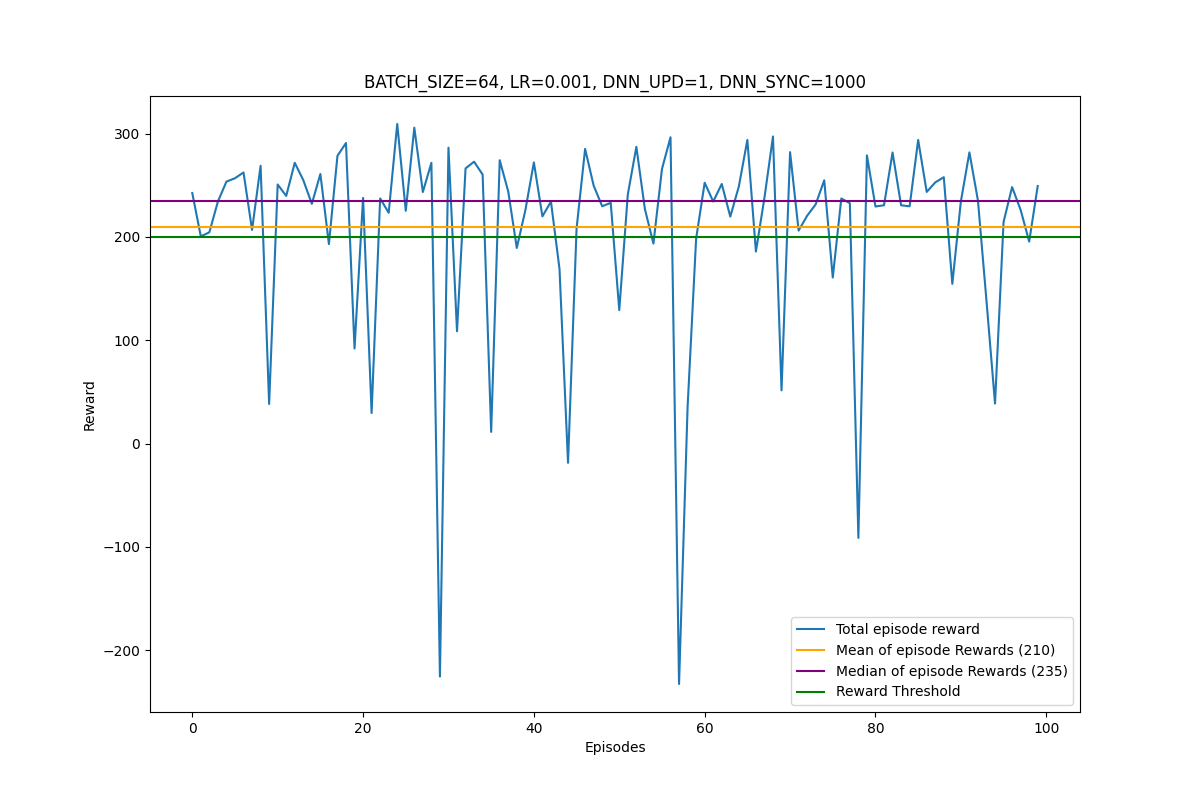 BATCH_SIZE=64, LR=0.001, DNN_UPD=1, DNN_SYNC=1000
300
200
100
0
−100
−200
Reward
0 20 40 60 80 100
Episodes
Total episode reward
Mean of episode Rewards (210)
Median of episode Rewards (235)
Reward Threshold